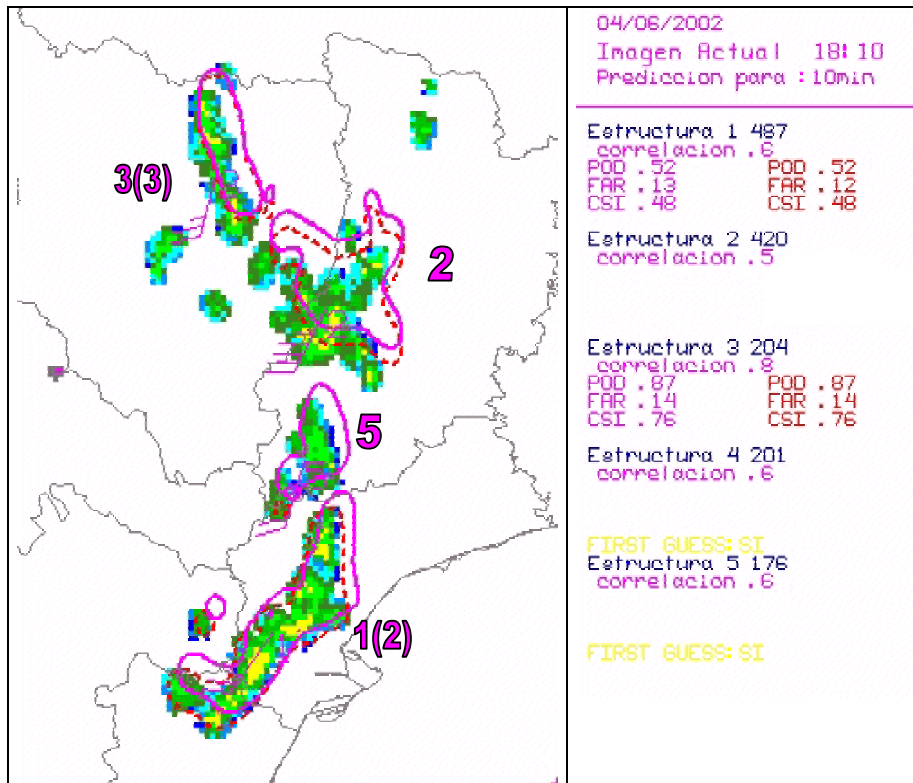 04/06/2002
Imagen Actual 18:10
Prediccion para :10min
Estructura 1 487
correlacion .6
POD .52 POD .52
FAR .13 FAR .12
CSI .48 CSI .48
Estructura 2 420
correlacion .5
Estructura 3 204
correlacion .8
POD .87 POD .87
FAR .14 FAR .14
CSI .76 CSI .76
Estructura 4 201
correlacion .6
FIRST GUESS:SI
Estructura 5 176
correlacion .6
FIRST GUESS:SI
3(3)
2
5
1(2)